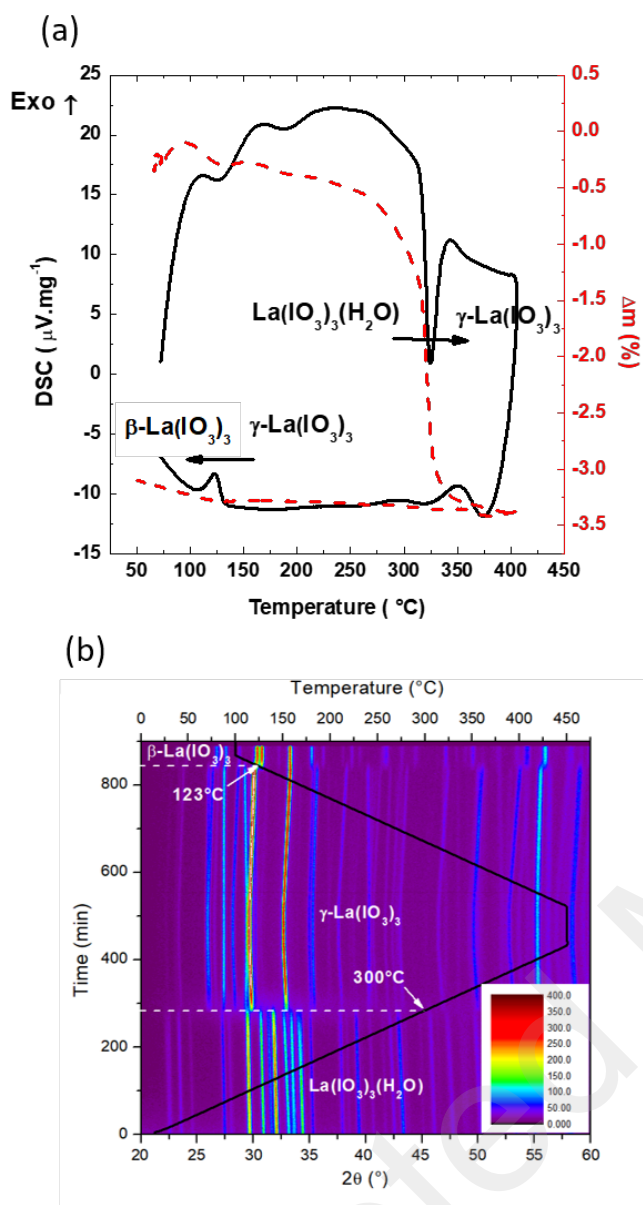 (a)
Exo ↑
25
20
15
10
5
0
-5
-10
-15
DSC ( µV.mg⁻¹)
0.5
0.0
-0.5
-1.0
-1.5
-2.0
-2.5
-3.0
-3.5
Δm (%)
La(IO₃)₃(H₂O)
γ-La(IO₃)₃
β-La(IO₃)₃
γ-La(IO₃)₃
50 100 150 200 250 300 350 400 450
Temperature ( °C)
(b)
Temperature (°C)
0 50 100 150 200 250 300 350 400 450
β-La(IO₃)₃
123°C
γ-La(IO₃)₃
300°C
La(IO₃)₃(H₂O)
800
600
400
200
0
Time (min)
400.0
350.0
300.0
250.0
200.0
150.0
100.0
50.00
0.000
20 25 30 35 40 45 50 55 60
2θ (°)